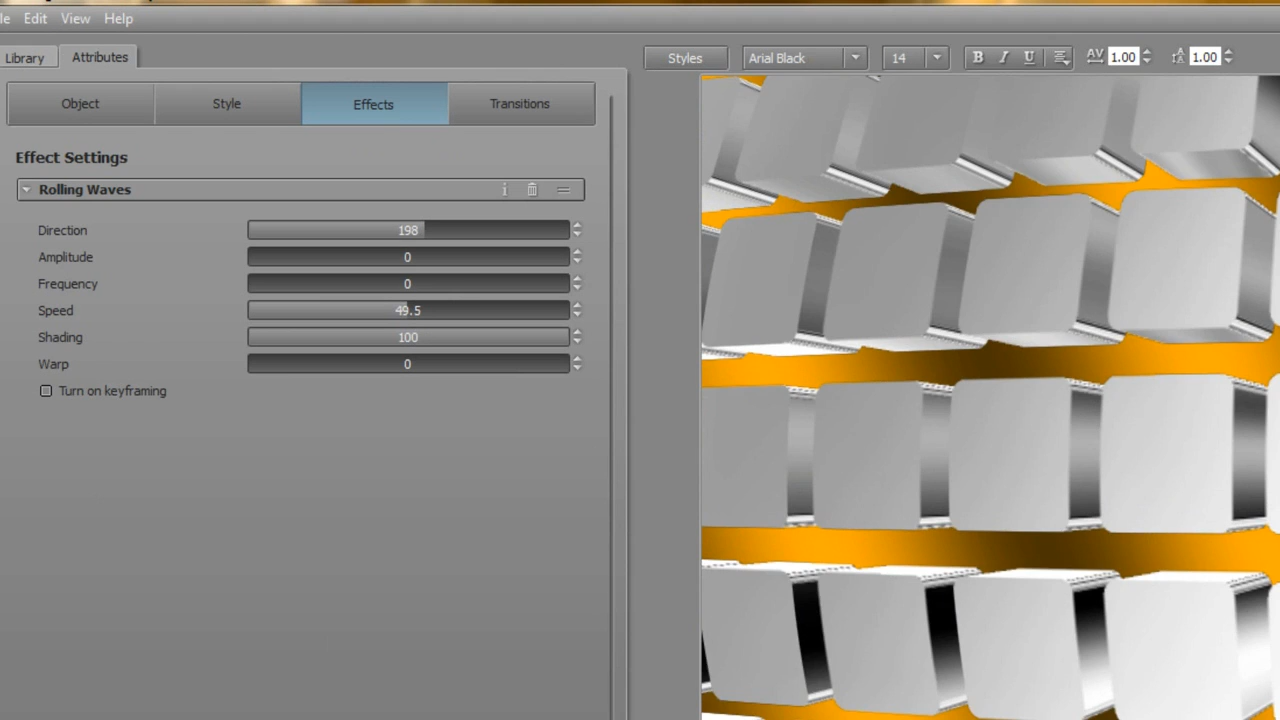 Edit View Help
Library Attributes
Styles Arial Black 14 B I U AV 1.00 A 1.00
Object Style Effects Transitions
Effect Settings
Rolling Waves i
Direction 198
Amplitude 0
Frequency 0
Speed 49.5
Shading 100
Warp 0
Turn on keyframing